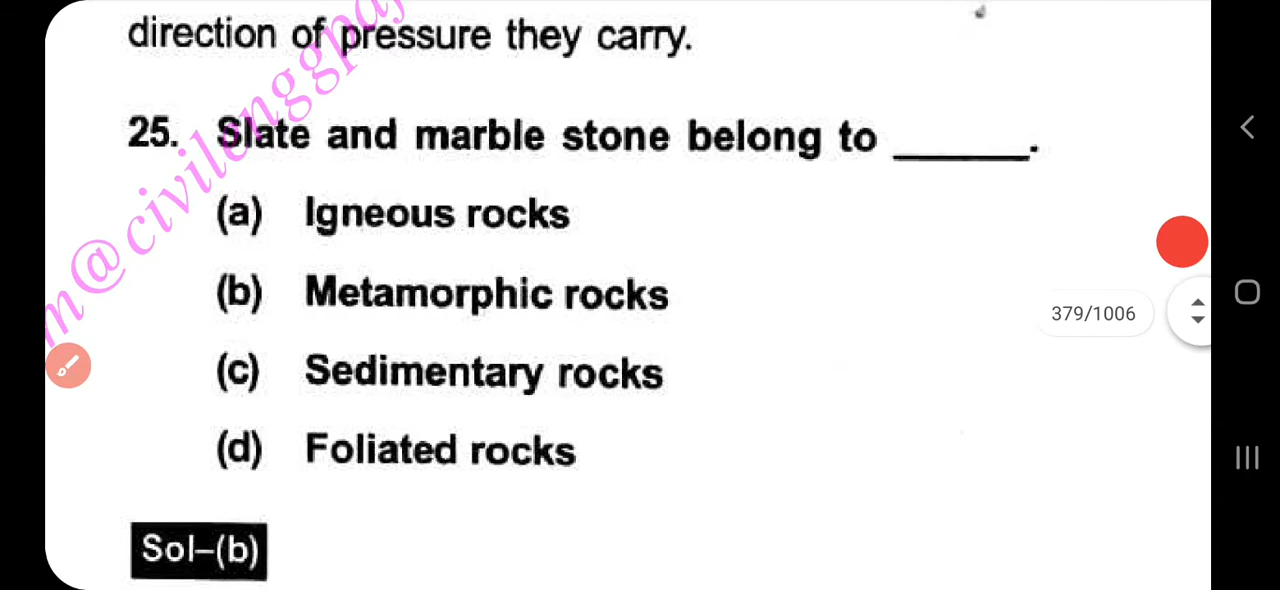 direction of pressure they carry.
25. Slate and marble stone belong to ______.
(a) Igneous rocks
(b) Metamorphic rocks
(c) Sedimentary rocks
(d) Foliated rocks
379/1006
Sol–(b)